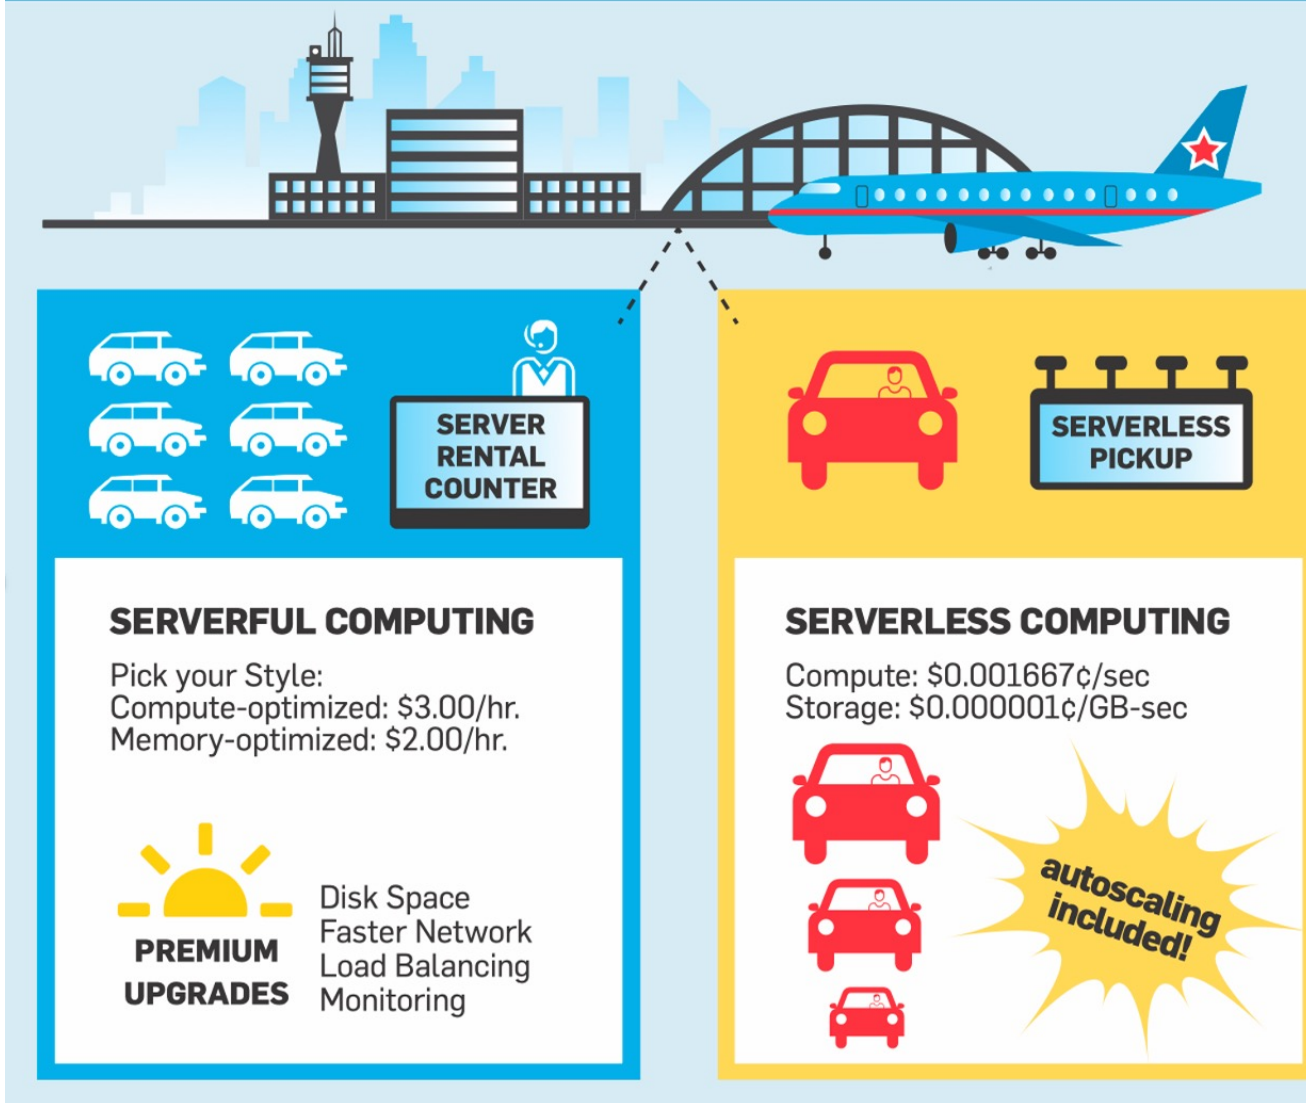 SERVER
RENTAL
COUNTER
SERVERFUL COMPUTING
Pick your Style:
Compute-optimized: $3.00/hr.
Memory-optimized: $2.00/hr.
PREMIUM
UPGRADES
Disk Space
Faster Network
Load Balancing
Monitoring
SERVERLESS
PICKUP
SERVERLESS COMPUTING
Compute: $0.001667¢/sec
Storage: $0.000001¢/GB-sec
autoscaling
included!